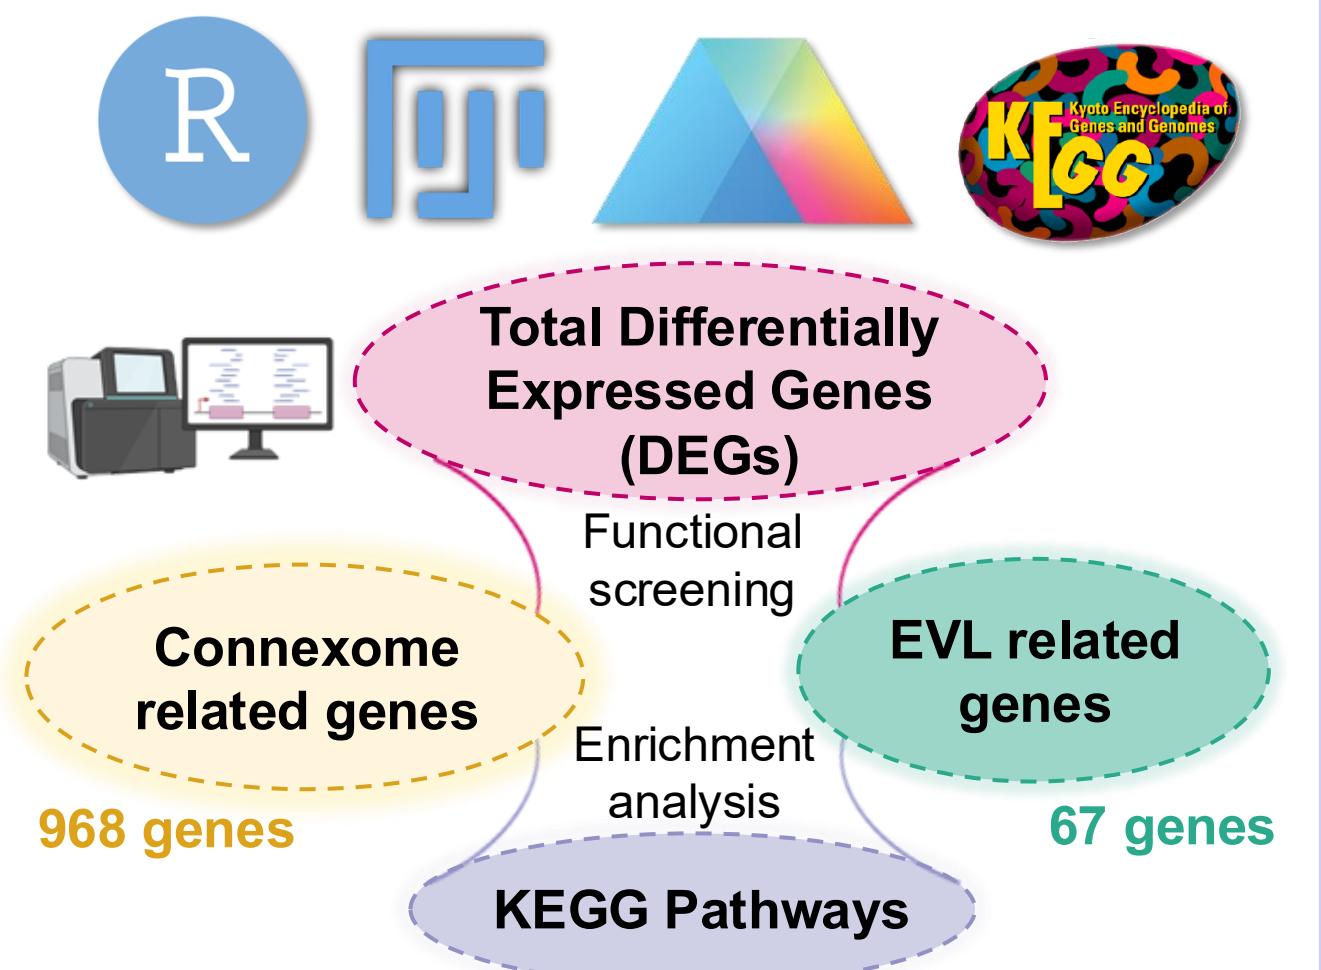 R
KEGG
Kyoto Encyclopedia of
Genes and Genomes
Total Differentially
Expressed Genes
(DEGs)
Functional
screening
Connexome
related genes
EVL related
genes
Enrichment
analysis
968 genes
67 genes
KEGG Pathways